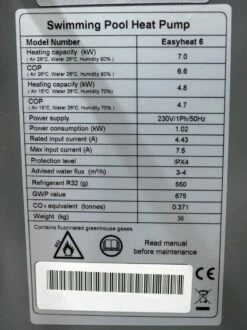 Swimming Pool Heat Pump
Model Number Easyheat 6
Heating capacity (kW) 7.0
( Air 26°C, Water 26°C, Humidity 80% )
COP 6.6
( Air 26°C, Water 26°C, Humidity 80% )
Heating capacity (kW) 4.8
( Air 15°C, Water 26°C, Humidity 70% )
COP 4.7
( Air 15°C, Water 26°C, Humidity 70% )
Power supply 230V/1Ph/50Hz
Power consumption (kW) 1.02
Rated input current (A) 4.43
Max input current (A) 7.5
Protection level IPX4
Advised water flux (m³/h) 3-4
Refrigerant R32 (g) 550
GWP value 675
CO₂ equivalent (tonnes) 0.371
Weight (kg) 36
Contains fluorinated greenhouse gases.
Read manual
before maintenance
CE